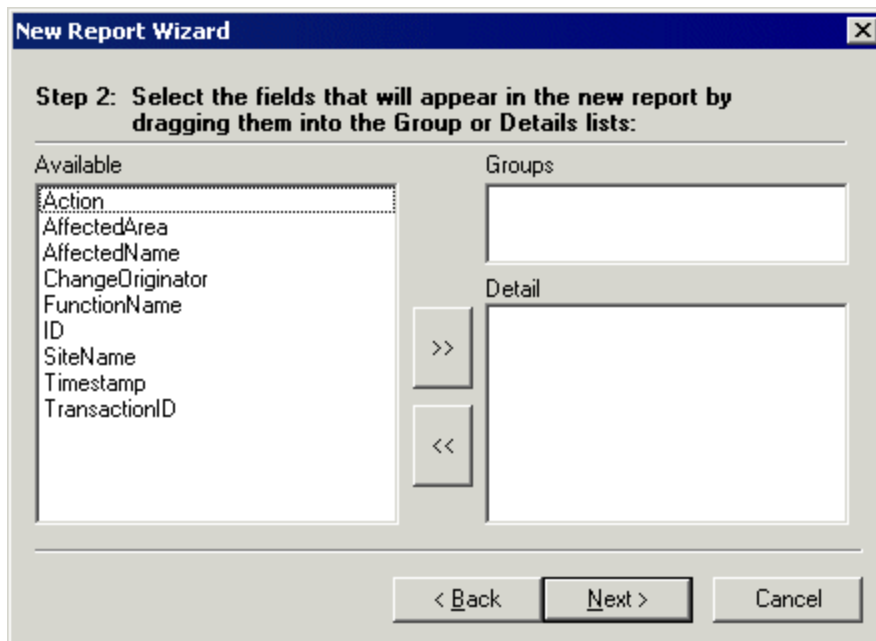 New Report Wizard
Step 2: Select the fields that will appear in the new report by
dragging them into the Group or Details lists:
Available
Action
AffectedArea
AffectedName
ChangeOriginator
FunctionName
ID
SiteName
Timestamp
TransactionID
>>
<<
Groups
Detail
< Back
Next >
Cancel